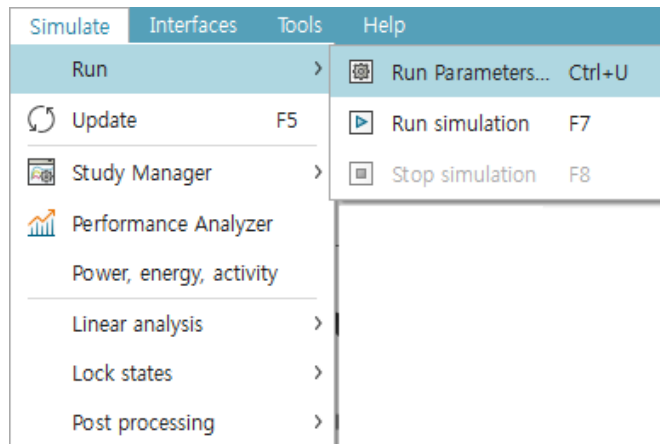 Simulate Interfaces Tools Help
Run
Run Parameters... Ctrl+U
Update F5
Run simulation F7
Study Manager
Stop simulation F8
Performance Analyzer
Power, energy, activity
Linear analysis
Lock states
Post processing